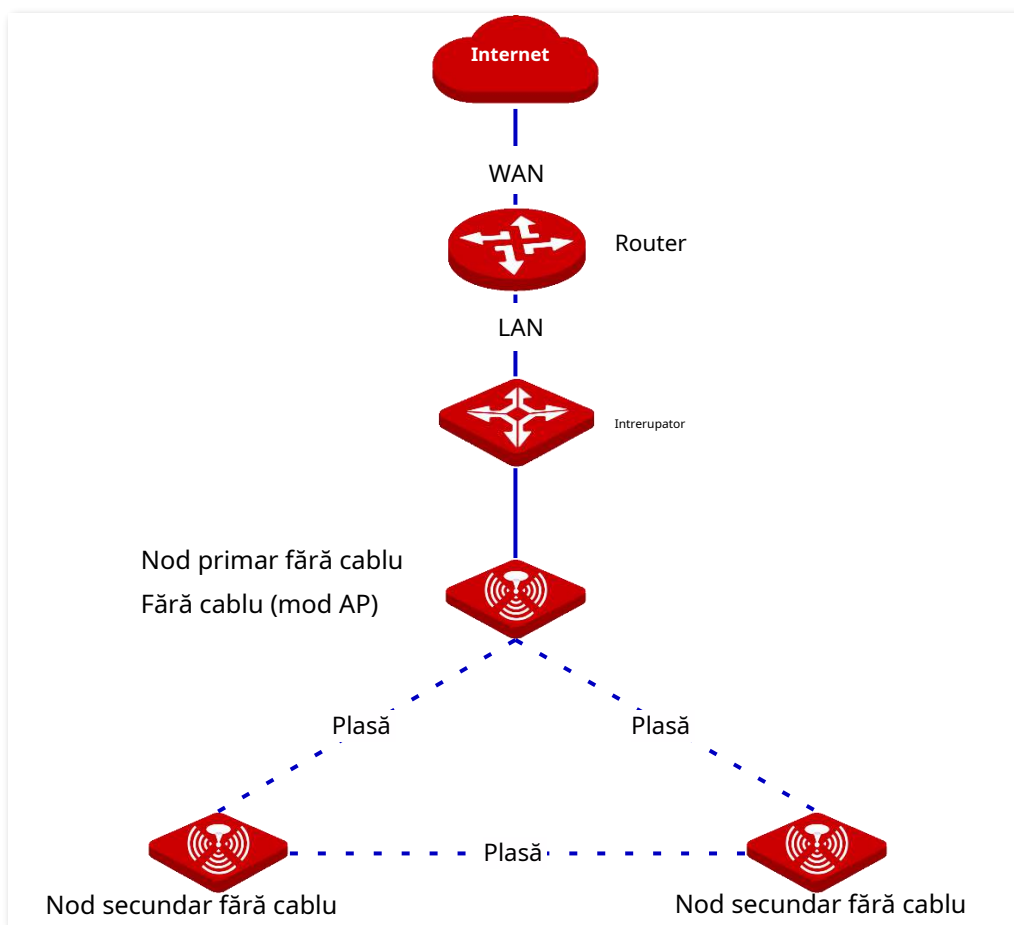 Internet
WAN
Router
LAN
Intrerupator
Nod primar fără cablu
Fără cablu (mod AP)
Plasă
Plasă
Plasă
Nod secundar fără cablu
Nod secundar fără cablu